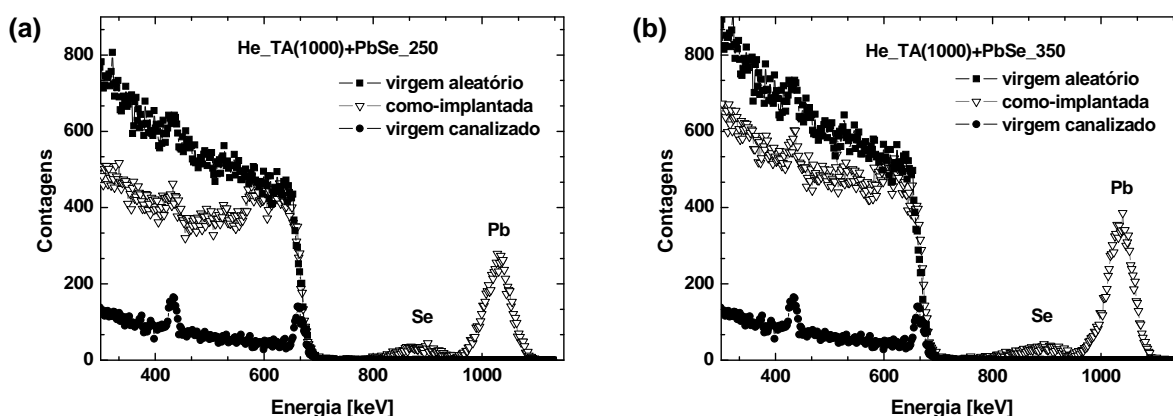 (a)
He_TA(1000)+PbSe_250
virgem aleatório
como-implantada
virgem canalizado
Contagens
800
600
400
200
0
Se
Pb
400
600
800
1000
Energia [keV]
(b)
He_TA(1000)+PbSe_350
virgem aleatório
como-implantada
virgem canalizado
Contagens
800
600
400
200
0
Se
Pb
400
600
800
1000
Energia [keV]